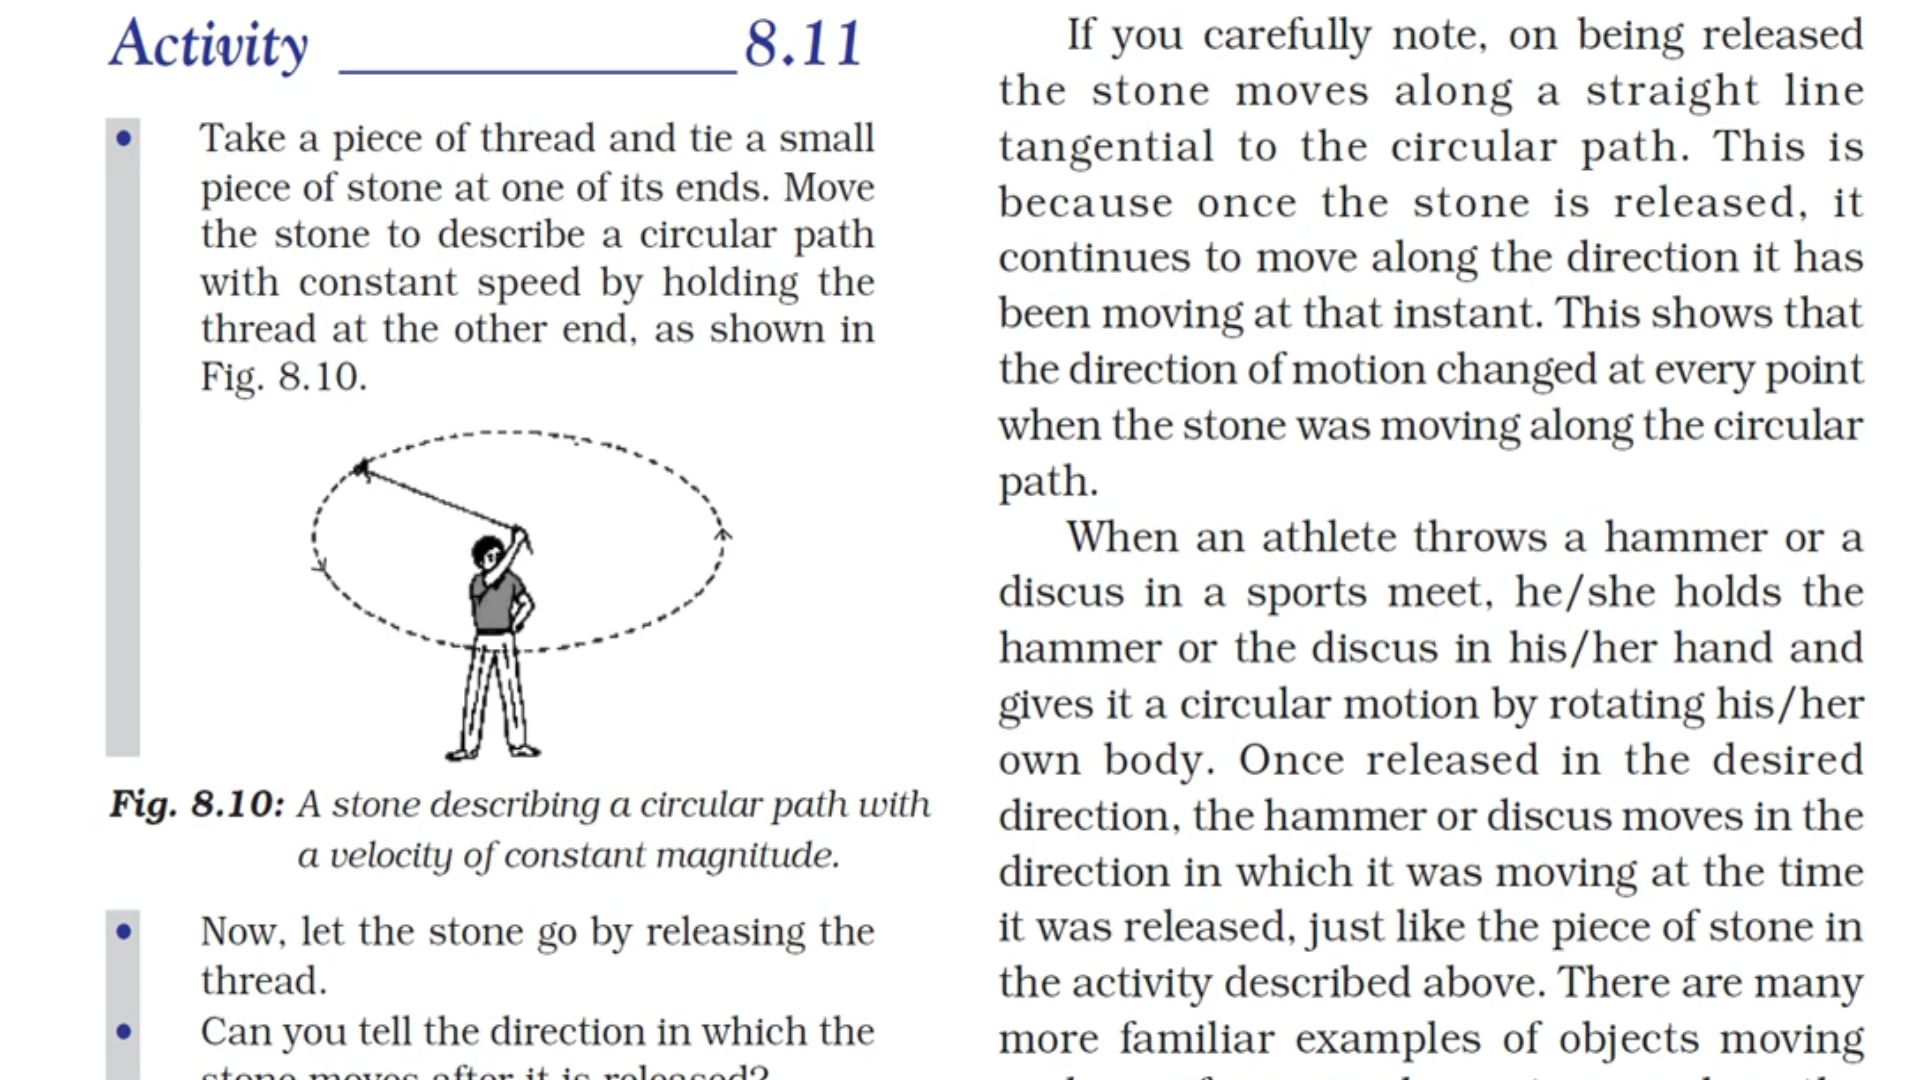 Activity 8.11
• Take a piece of thread and tie a small
piece of stone at one of its ends. Move
the stone to describe a circular path
with constant speed by holding the
thread at the other end, as shown in
Fig. 8.10.
Fig. 8.10: A stone describing a circular path with
a velocity of constant magnitude.
• Now, let the stone go by releasing the
thread.
• Can you tell the direction in which the
stone moves after it is released?
If you carefully note, on being released
the stone moves along a straight line
tangential to the circular path. This is
because once the stone is released, it
continues to move along the direction it has
been moving at that instant. This shows that
the direction of motion changed at every point
when the stone was moving along the circular
path.
When an athlete throws a hammer or a
discus in a sports meet, he/she holds the
hammer or the discus in his/her hand and
gives it a circular motion by rotating his/her
own body. Once released in the desired
direction, the hammer or discus moves in the
direction in which it was moving at the time
it was released, just like the piece of stone in
the activity described above. There are many
more familiar examples of objects moving